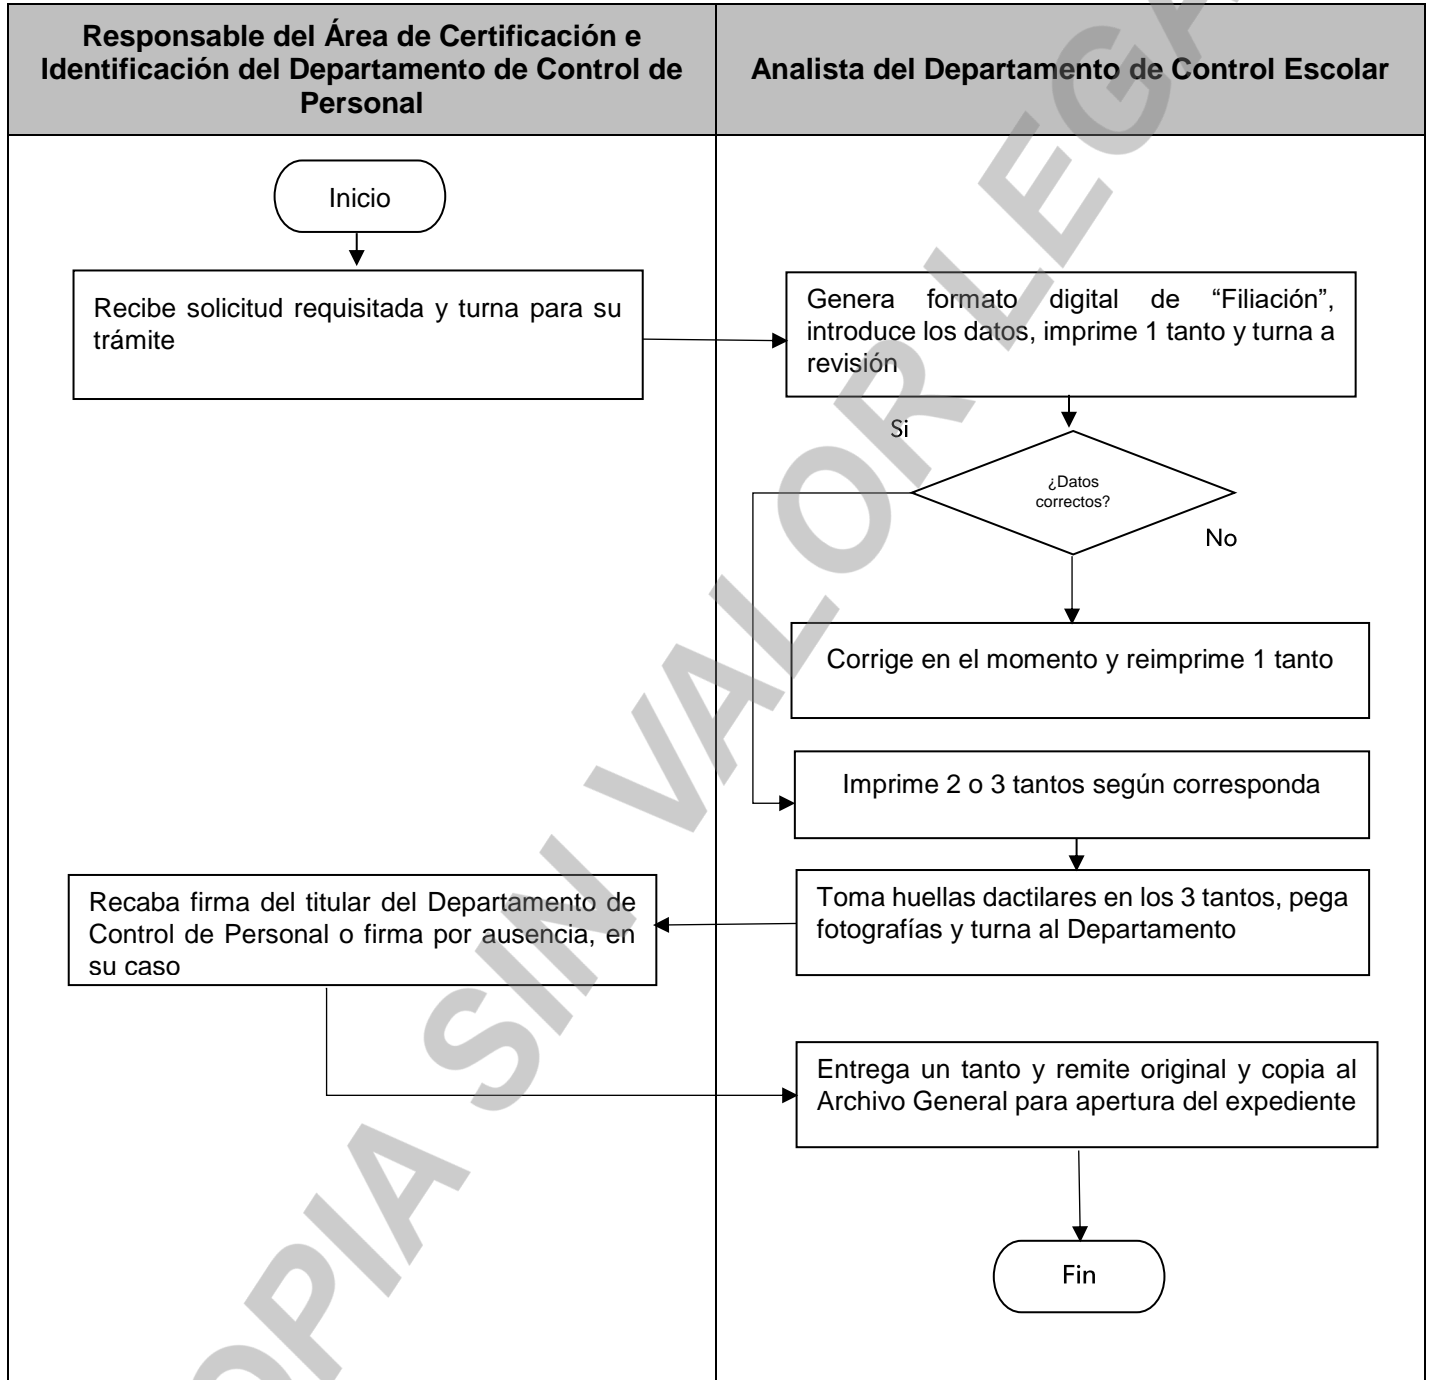 Responsable del Área de Certificación e
Identificación del Departamento de Control de
Personal
Analista del Departamento de Control Escolar
Inicio
Recibe solicitud requisitada y turna para su
trámite
Genera formato digital de “Filiación”,
introduce los datos, imprime 1 tanto y turna a
revisión
Si
¿Datos
correctos?
No
Corrige en el momento y reimprime 1 tanto
Imprime 2 o 3 tantos según corresponda
Toma huellas dactilares en los 3 tantos, pega
fotografías y turna al Departamento
Recaba firma del titular del Departamento de
Control de Personal o firma por ausencia, en
su caso
Entrega un tanto y remite original y copia al
Archivo General para apertura del expediente
Fin
OPIA SIN VALOR LEGA